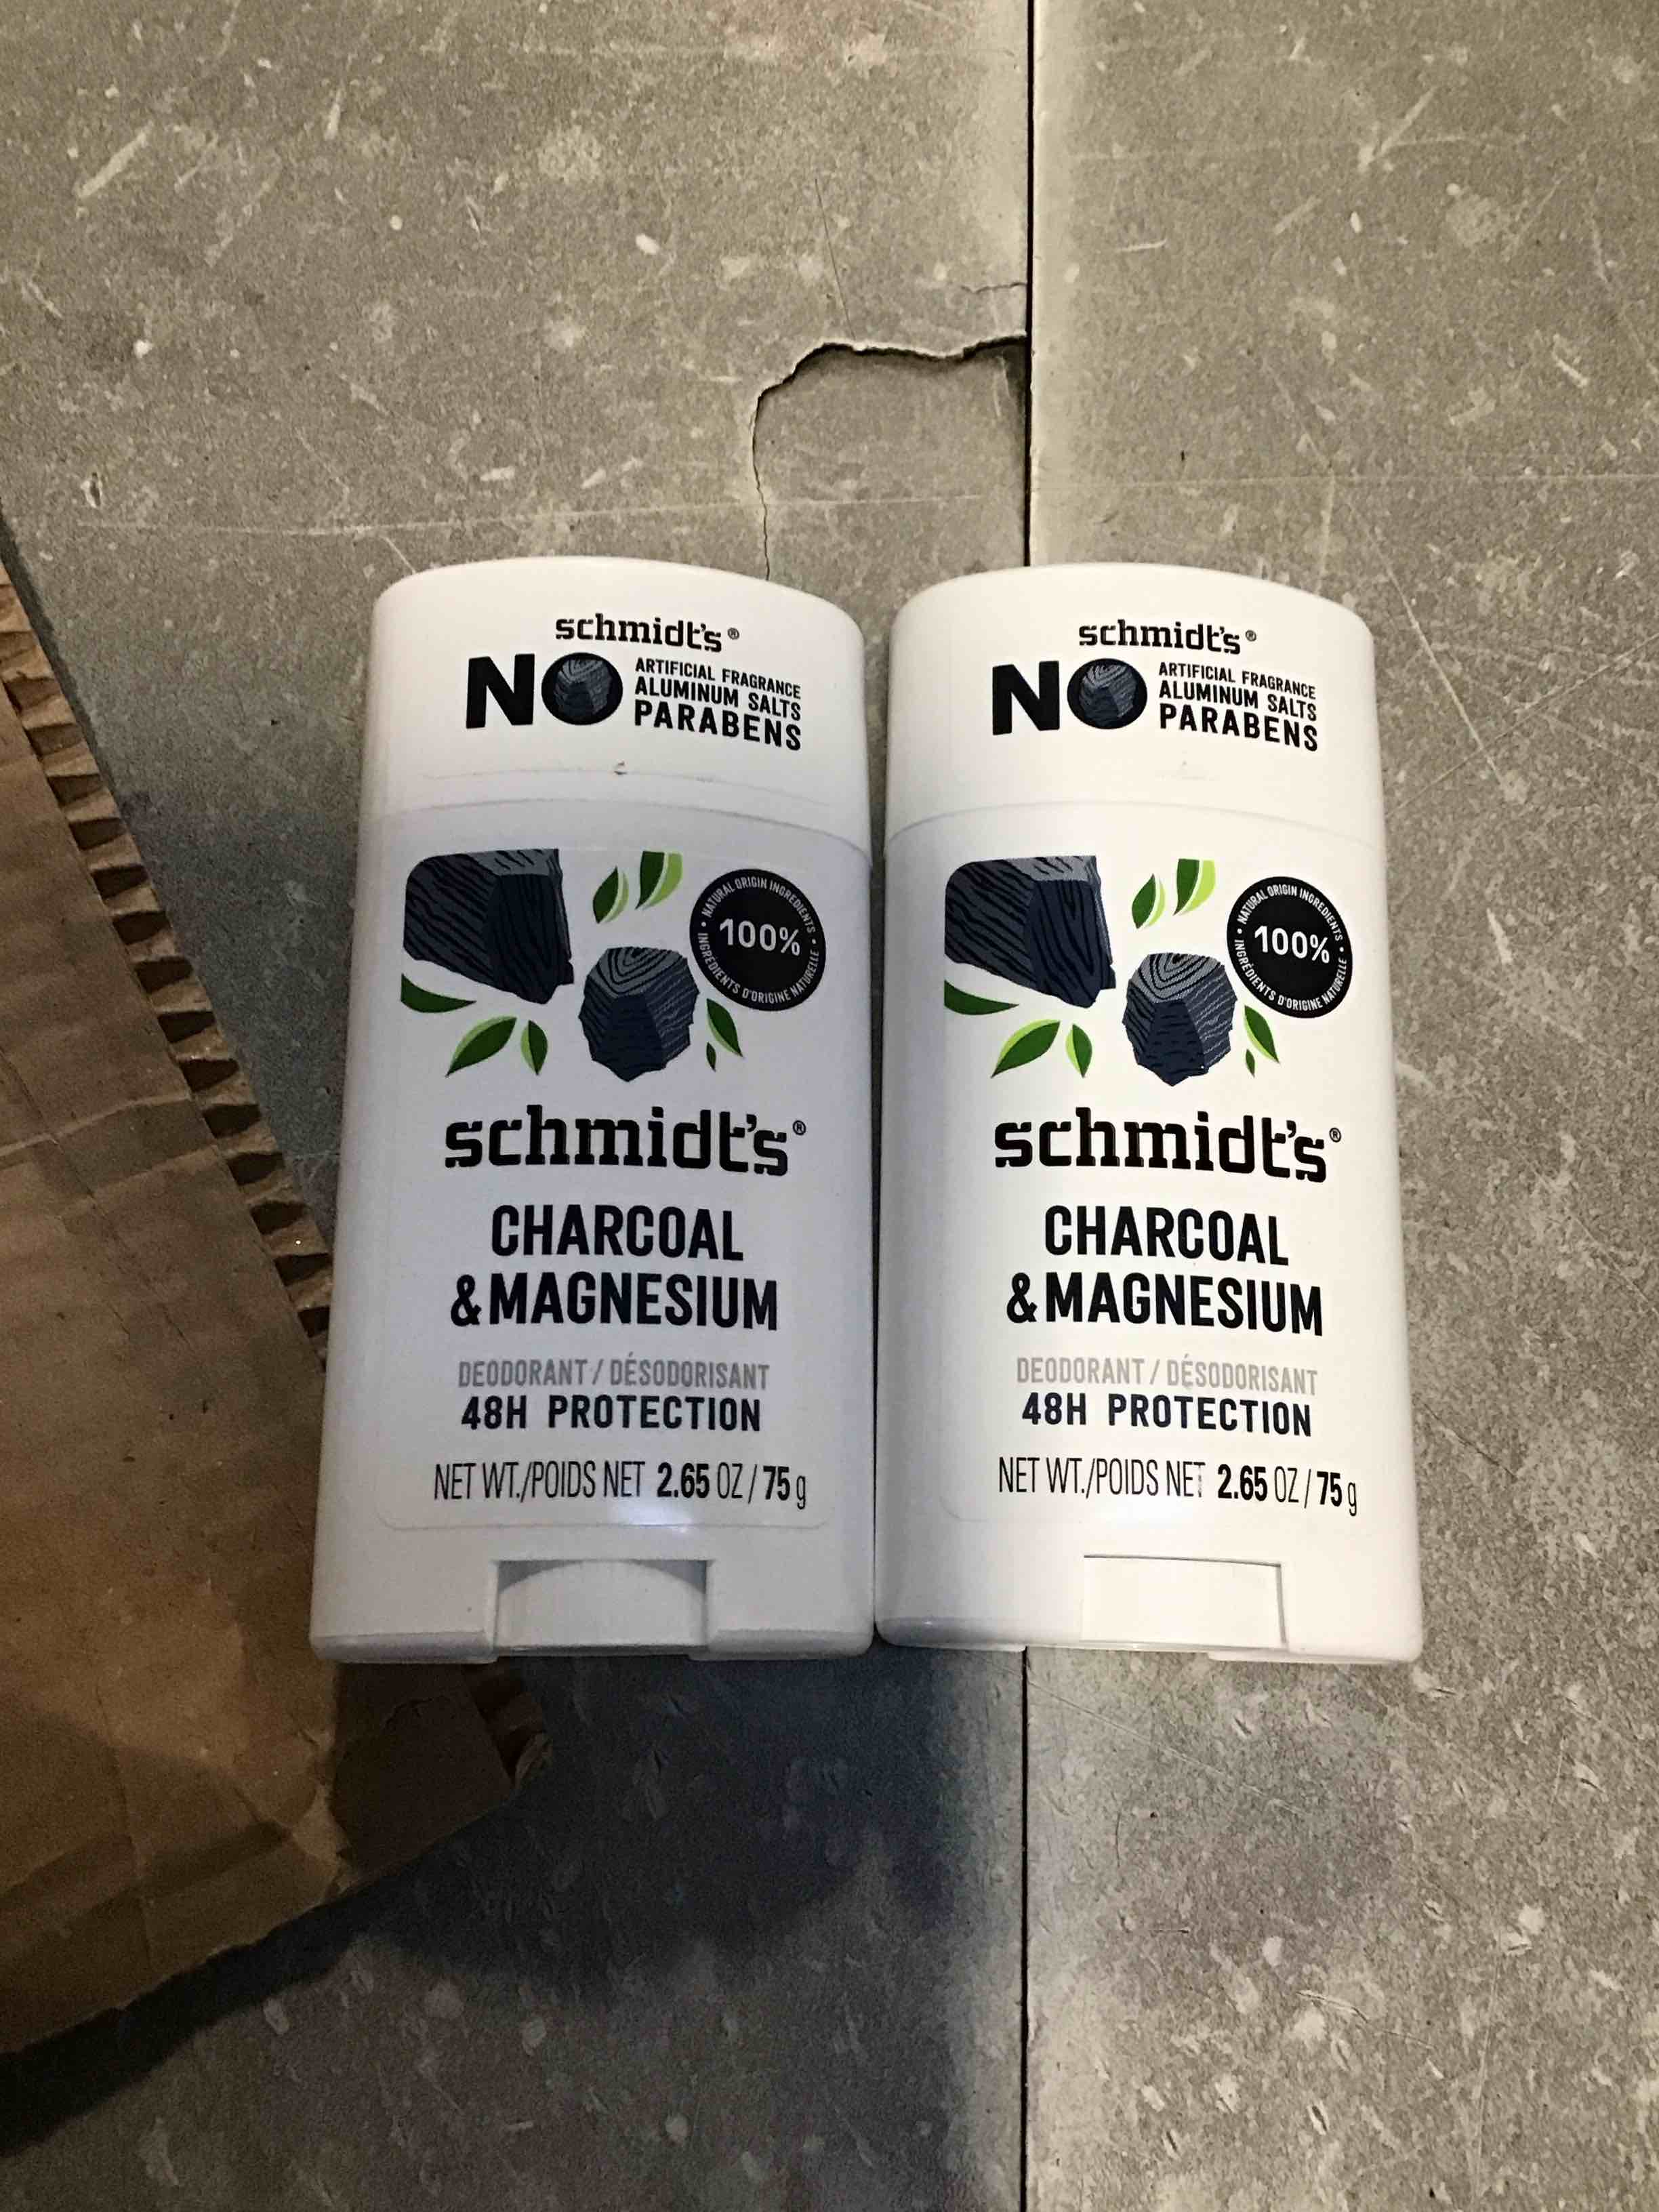 schmidt's®
NO ARTIFICIAL FRAGRANCE
ALUMINUM SALTS
PARABENS
• NATURAL ORIGIN INGREDIENTS •
100%
INGRÉDIENTS D'ORIGINE NATURELLE
schmidt's®
CHARCOAL
& MAGNESIUM
DEODORANT / DÉSODORISANT
48H PROTECTION
NET WT./POIDS NET 2.65 OZ / 75 g
schmidt's®
NO ARTIFICIAL FRAGRANCE
ALUMINUM SALTS
PARABENS
• NATURAL ORIGIN INGREDIENTS •
100%
INGRÉDIENTS D'ORIGINE NATURELLE
schmidt's®
CHARCOAL
& MAGNESIUM
DEODORANT / DÉSODORISANT
48H PROTECTION
NET WT./POIDS NET 2.65 OZ / 75 g